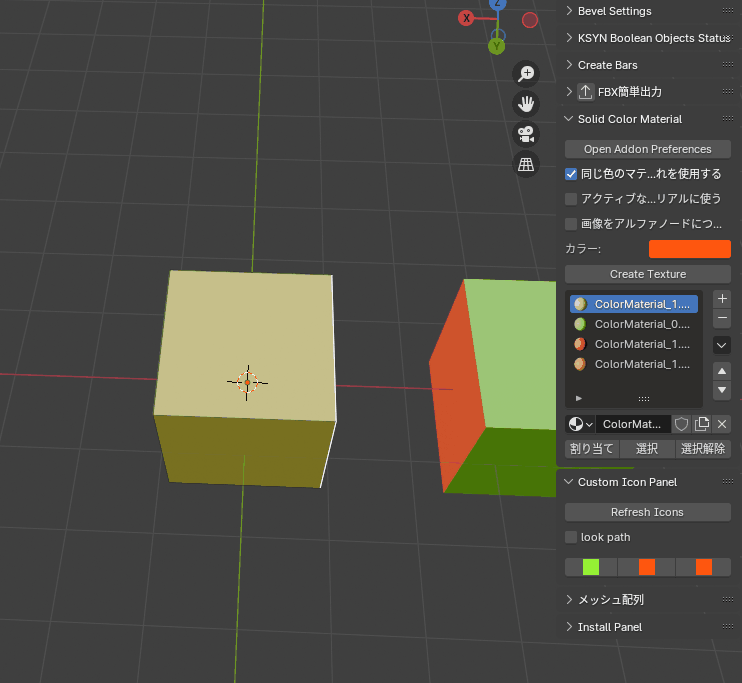 Z
X
Y
Bevel Settings
KSYN Boolean Objects Status
Create Bars
FBX簡単出力
Solid Color Material
Open Addon Preferences
同じ色のマテ...れを使用する
アクティブな...リアルに使う
画像をアルファノードにつ...
カラー:
Create Texture
ColorMaterial_1....
ColorMaterial_0....
ColorMaterial_1....
ColorMaterial_1....
ColorMat...
割り当て 選択 選択解除
Custom Icon Panel
Refresh Icons
look path
メッシュ配列
Install Panel